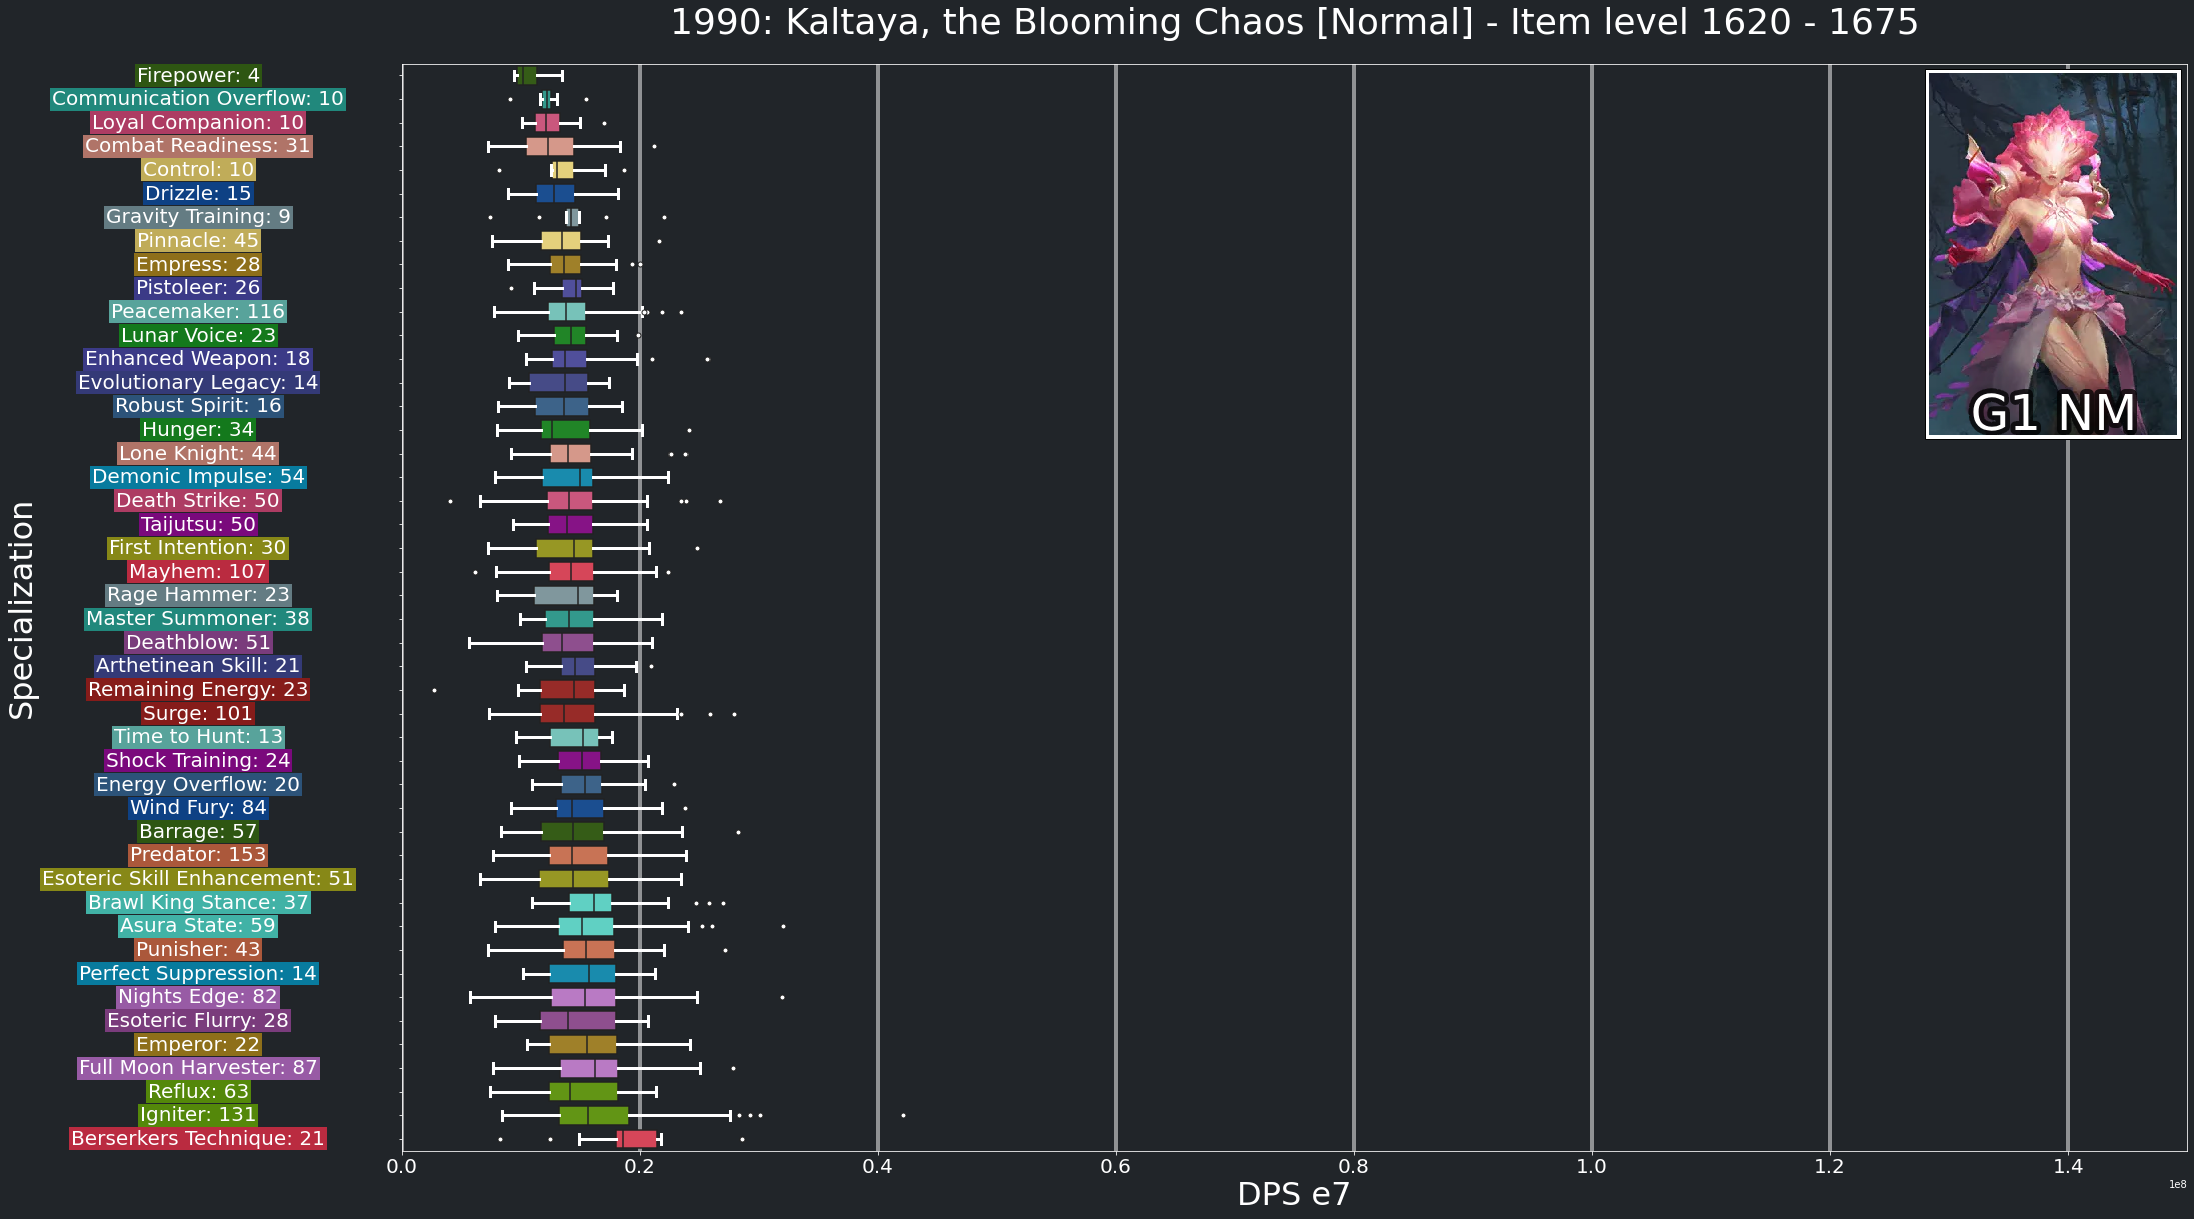 1990: Kaltaya, the Blooming Chaos [Normal] - Item level 1620 - 1675
Firepower: 4
Communication Overflow: 10
Loyal Companion: 10
Combat Readiness: 31
Control: 10
Drizzle: 15
Gravity Training: 9
Pinnacle: 45
Empress: 28
Pistoleer: 26
Peacemaker: 116
Lunar Voice: 23
Enhanced Weapon: 18
Evolutionary Legacy: 14
Robust Spirit: 16
Hunger: 34
Lone Knight: 44
Demonic Impulse: 54
Death Strike: 50
Taijutsu: 50
First Intention: 30
Mayhem: 107
Rage Hammer: 23
Master Summoner: 38
Deathblow: 51
Arthetinean Skill: 21
Remaining Energy: 23
Surge: 101
Time to Hunt: 13
Shock Training: 24
Energy Overflow: 20
Wind Fury: 84
Barrage: 57
Predator: 153
Esoteric Skill Enhancement: 51
Brawl King Stance: 37
Asura State: 59
Punisher: 43
Perfect Suppression: 14
Nights Edge: 82
Esoteric Flurry: 28
Emperor: 22
Full Moon Harvester: 87
Reflux: 63
Igniter: 131
Berserkers Technique: 21
Specialization
G1 NM
0.0 0.2 0.4 0.6 0.8 1.0 1.2 1.4
DPS e7
1e8